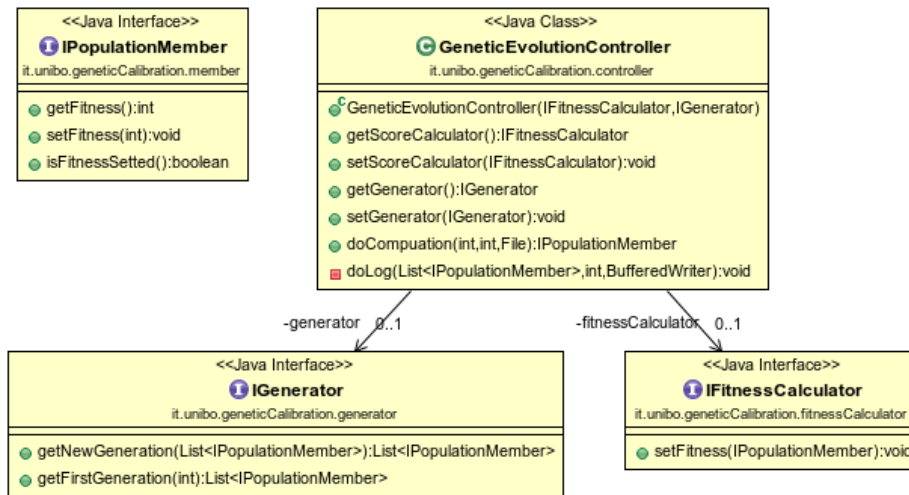 <<Java Interface>>
IPopulationMember
it.unibo.geneticCalibration.member
getFitness():int
setFitness(int):void
isFitnessSetted():boolean
<<Java Class>>
GeneticEvolutionController
it.unibo.geneticCalibration.controller
GeneticEvolutionController(IFitnessCalculator,IGenerator)
getScoreCalculator():IFitnessCalculator
setScoreCalculator(IFitnessCalculator):void
getGenerator():IGenerator
setGenerator(IGenerator):void
doCompuation(int,int,File):IPopulationMember
doLog(List<IPopulationMember>,int,BufferedWriter):void
-generator 0..1
-fitnessCalculator 0..1
<<Java Interface>>
IGenerator
it.unibo.geneticCalibration.generator
getNewGeneration(List<IPopulationMember>):List<IPopulationMember>
getFirstGeneration(int):List<IPopulationMember>
<<Java Interface>>
IFitnessCalculator
it.unibo.geneticCalibration.fitnessCalculator
setFitness(IPopulationMember):void